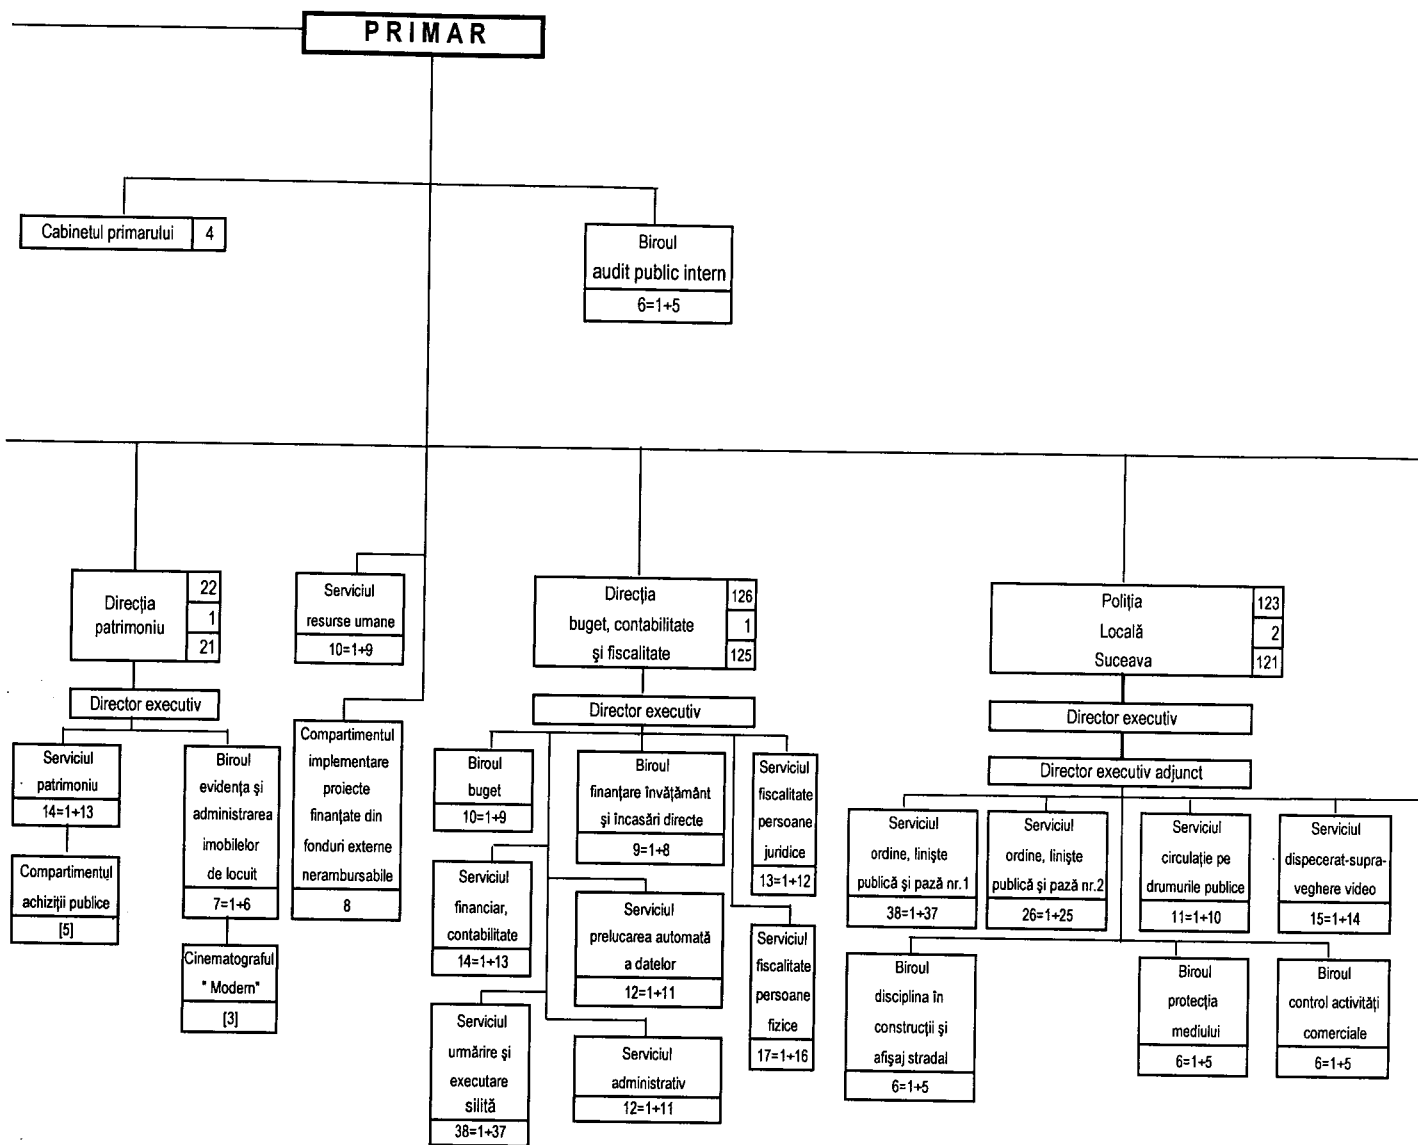 PRIMAR
Cabinetul primarului 4
Biroul
audit public intern
6=1+5
Direcția
patrimoniu
22
1
21
Director executiv
Serviciul
patrimoniu
14=1+13
Compartimentul
achiziții publice
[5]
Biroul
evidența și
administrarea
imobilelor
de locuit
7=1+6
Cinematograful
" Modern"
[3]
Serviciul
resurse umane
10=1+9
Compartimentul
implementare
proiecte
finanțate din
fonduri externe
nerambursabile
8
Direcția
buget, contabilitate
și fiscalitate
126
1
125
Director executiv
Biroul
buget
10=1+9
Serviciul
financiar,
contabilitate
14=1+13
Serviciul
urmărire și
executare
silită
38=1+37
Biroul
finanțare învățământ
și încasări directe
9=1+8
Serviciul
prelucarea automată
a datelor
12=1+11
Serviciul
administrativ
12=1+11
Serviciul
fiscalitate
persoane
juridice
13=1+12
Serviciul
fiscalitate
persoane
fizice
17=1+16
Poliția
Locală
Suceava
123
2
121
Director executiv
Director executiv adjunct
Serviciul
ordine, liniște
publică și pază nr.1
38=1+37
Serviciul
ordine, liniște
publică și pază nr.2
26=1+25
Serviciul
circulație pe
drumurile publice
11=1+10
Serviciul
dispecerat-supra-
veghere video
15=1+14
Biroul
disciplina în
construcții și
afișaj stradal
6=1+5
Biroul
protecția
mediului
6=1+5
Biroul
control activități
comerciale
6=1+5